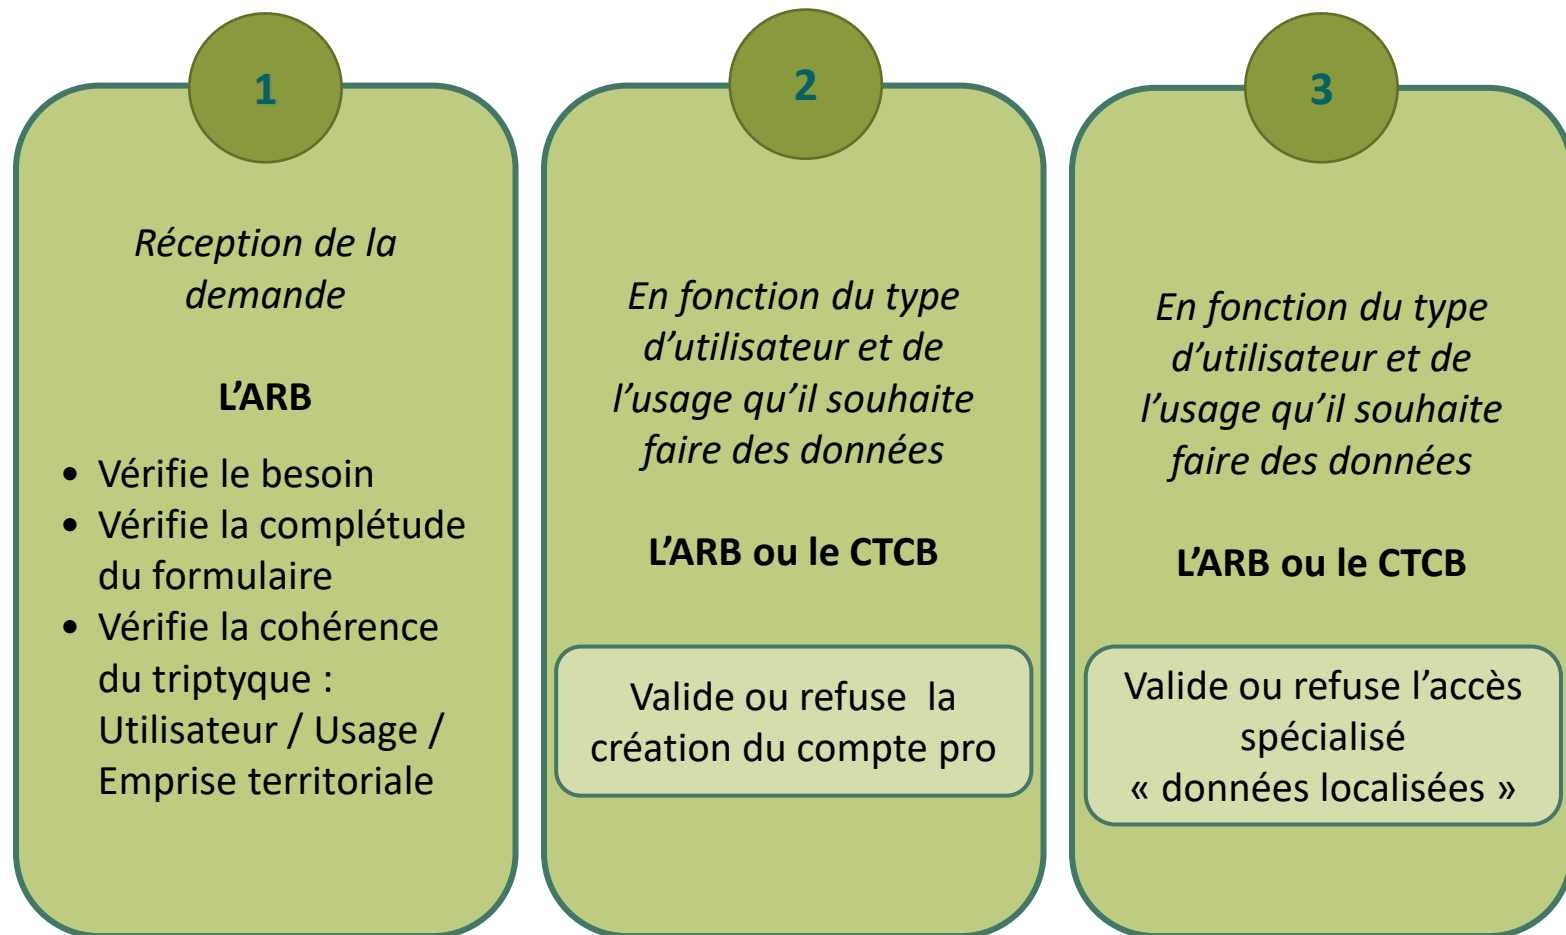 1
Réception de la
demande
L’ARB
• Vérifie le besoin
• Vérifie la complétude
du formulaire
• Vérifie la cohérence
du triptyque :
Utilisateur / Usage /
Emprise territoriale
2
En fonction du type
d’utilisateur et de
l’usage qu’il souhaite
faire des données
L’ARB ou le CTCB
Valide ou refuse la
création du compte pro
3
En fonction du type
d’utilisateur et de
l’usage qu’il souhaite
faire des données
L’ARB ou le CTCB
Valide ou refuse l’accès
spécialisé
« données localisées »